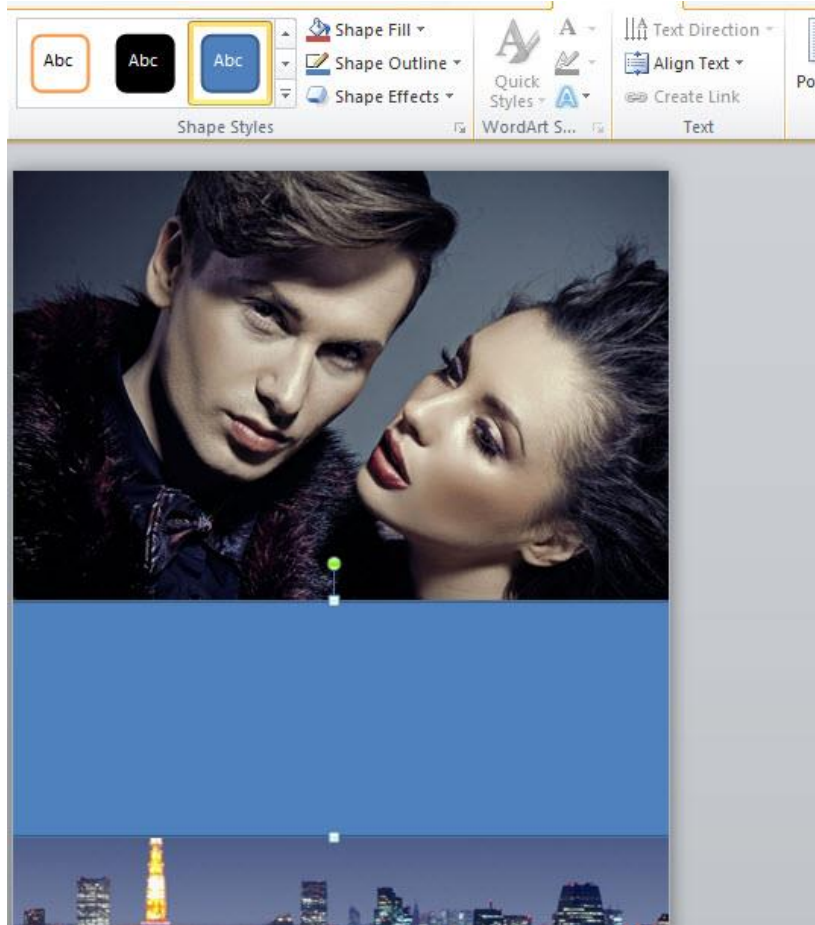 Abc Abc Abc Shape Fill A Text Direction
Shape Outline Align Text
Shape Effects Quick Styles Create Link
Shape Styles WordArt S... Text
Po